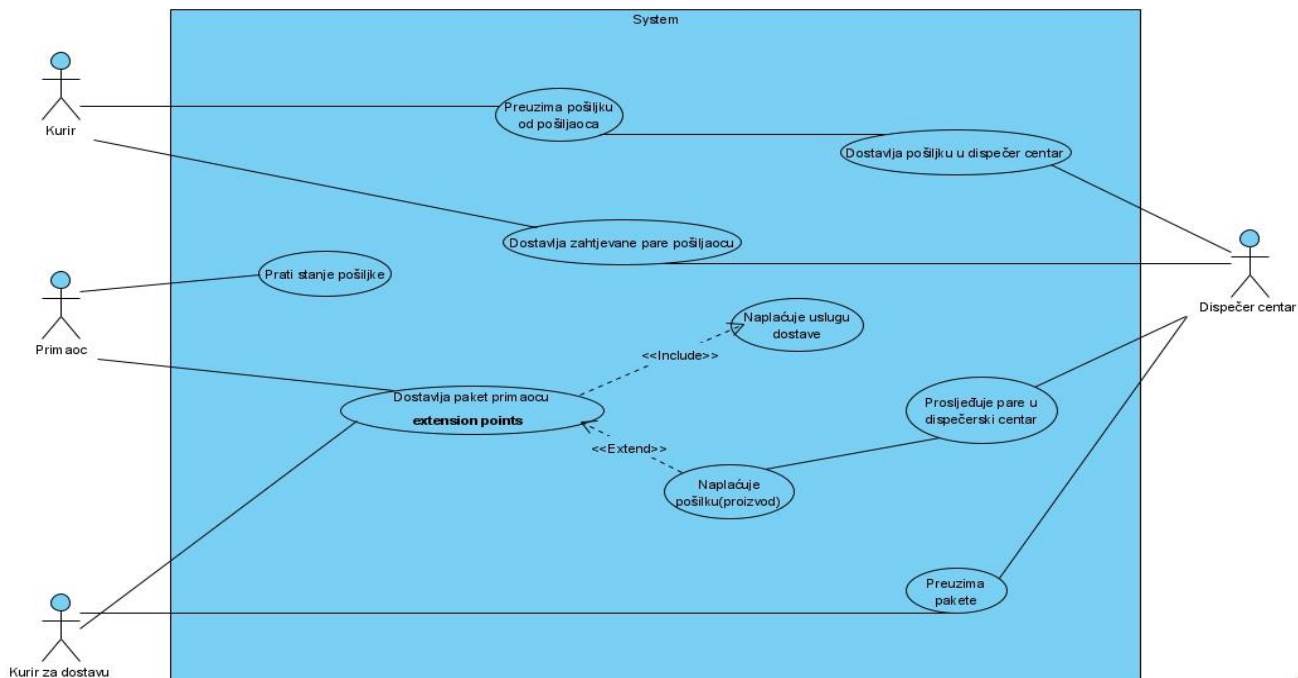 System
Kurir
Preuzima pošiljku
od pošiljaoca
Dostavlja pošiljku u dispečer centar
Dostavlja zahtjevane pare pošiljaocu
Prati stanje pošiljke
Primaoc
Dispečer centar
Naplaćuje uslugu
dostave
<<Include>>
Dostavlja paket primaocu
extension points
Prosljeđuje pare u
dispečerski centar
<<Extend>>
Naplaćuje
pošilku(proizvod)
Preuzima
pakete
Kurir za dostavu